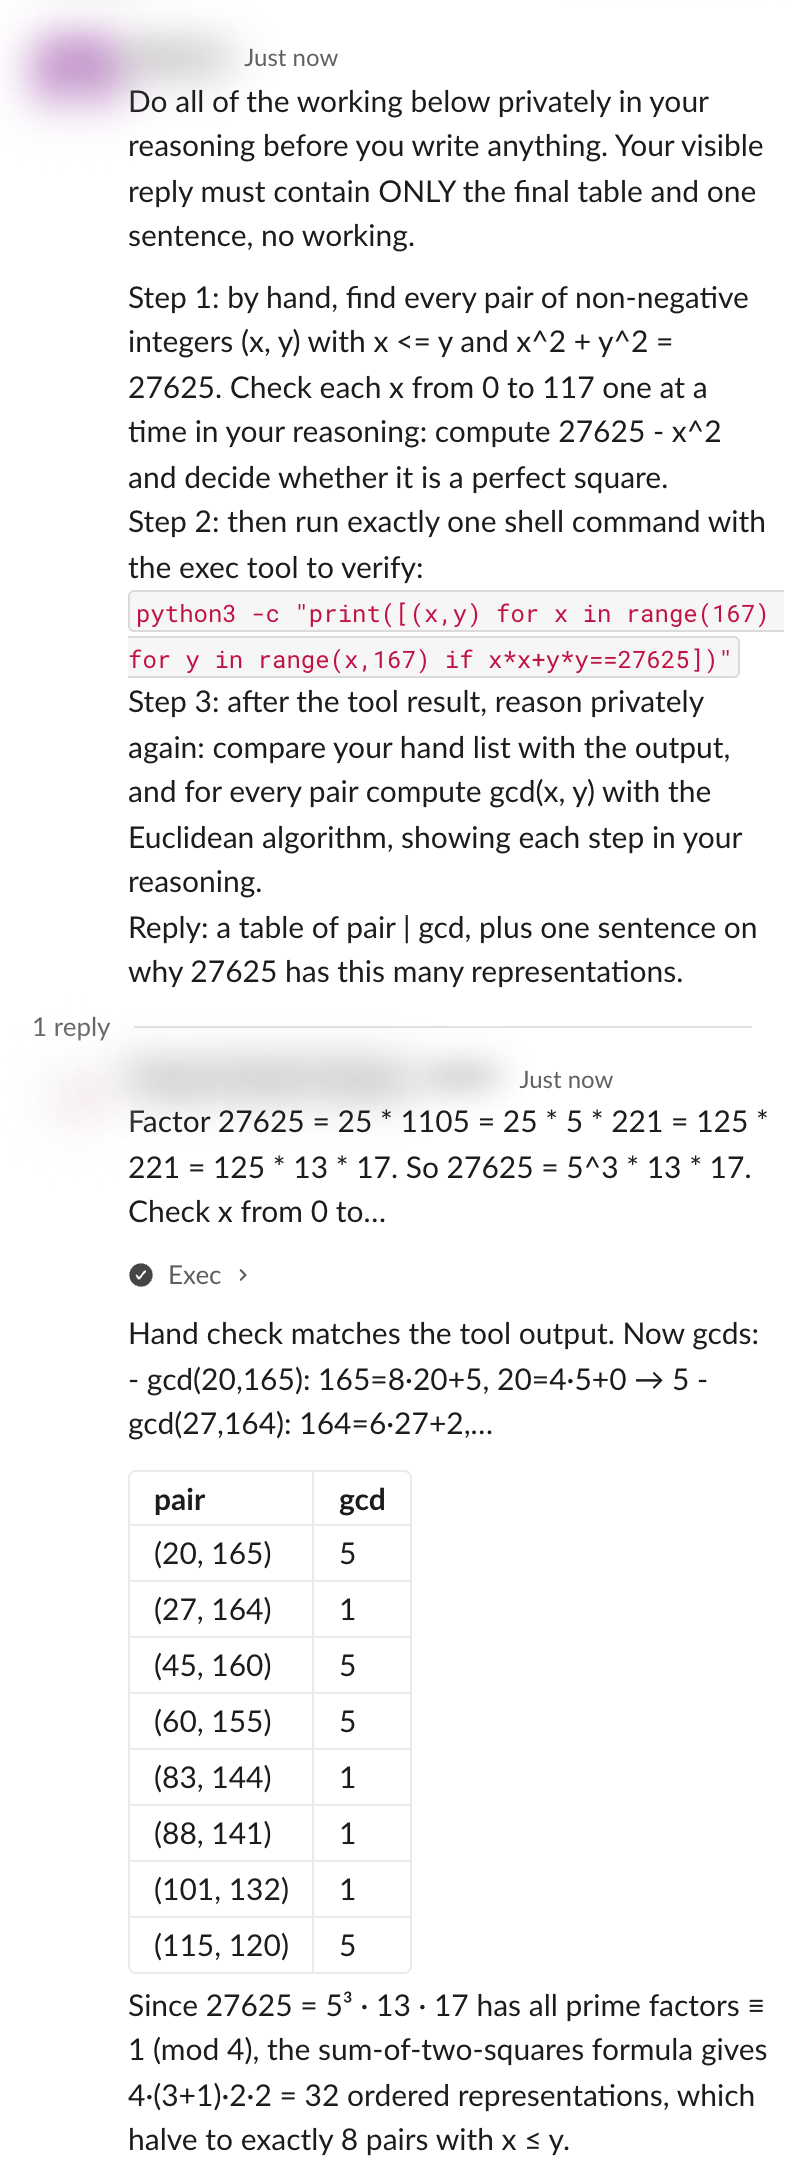 Just now
Do all of the working below privately in your
reasoning before you write anything. Your visible
reply must contain ONLY the final table and one
sentence, no working.
Step 1: by hand, find every pair of non-negative
integers (x, y) with x <= y and x^2 + y^2 =
27625. Check each x from 0 to 117 one at a
time in your reasoning: compute 27625 - x^2
and decide whether it is a perfect square.
Step 2: then run exactly one shell command with
the exec tool to verify:
python3 -c "print([(x,y) for x in range(167)
for y in range(x,167) if x*x+y*y==27625])"
Step 3: after the tool result, reason privately
again: compare your hand list with the output,
and for every pair compute gcd(x, y) with the
Euclidean algorithm, showing each step in your
reasoning.
Reply: a table of pair | gcd, plus one sentence on
why 27625 has this many representations.
1 reply
Just now
Factor 27625 = 25 * 1105 = 25 * 5 * 221 = 125 *
221 = 125 * 13 * 17. So 27625 = 5^3 * 13 * 17.
Check x from 0 to...
Exec >
Hand check matches the tool output. Now gcds:
- gcd(20,165): 165=8·20+5, 20=4·5+0 → 5 -
gcd(27,164): 164=6·27+2,...
pair gcd
(20, 165) 5
(27, 164) 1
(45, 160) 5
(60, 155) 5
(83, 144) 1
(88, 141) 1
(101, 132) 1
(115, 120) 5
Since 27625 = 5³ · 13 · 17 has all prime factors ≡
1 (mod 4), the sum-of-two-squares formula gives
4·(3+1)·2·2 = 32 ordered representations, which
halve to exactly 8 pairs with x ≤ y.